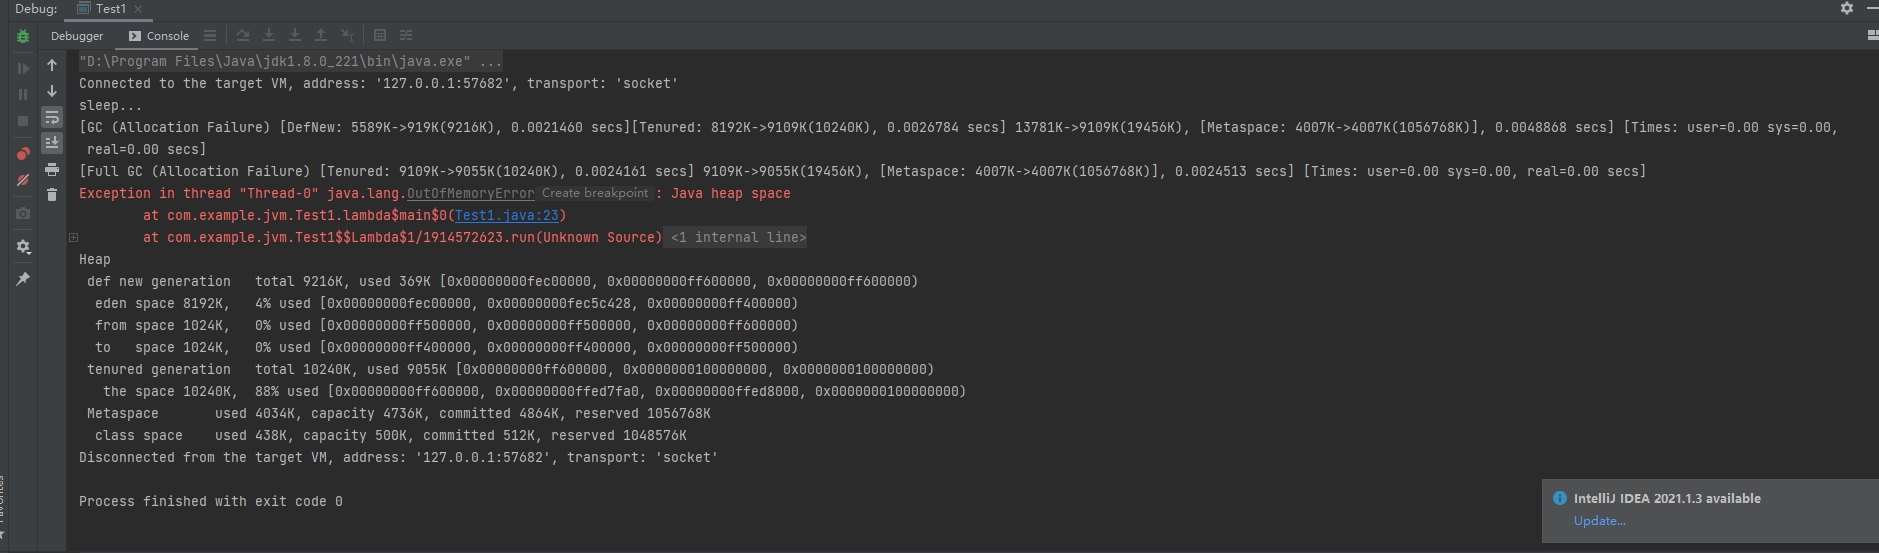 Debug: Test1
Debugger Console
"D:\Program Files\Java\jdk1.8.0_221\bin\java.exe" ...
Connected to the target VM, address: '127.0.0.1:57682', transport: 'socket'
sleep...
[GC (Allocation Failure) [DefNew: 5589K->919K(9216K), 0.0021460 secs][Tenured: 8192K->9109K(10240K), 0.0026784 secs] 13781K->9109K(19456K), [Metaspace: 4007K->4007K(1056768K)], 0.0048868 secs] [Times: user=0.00 sys=0.00,
real=0.00 secs]
[Full GC (Allocation Failure) [Tenured: 9109K->9055K(10240K), 0.0024161 secs] 9109K->9055K(19456K), [Metaspace: 4007K->4007K(1056768K)], 0.0024513 secs] [Times: user=0.00 sys=0.00, real=0.00 secs]
Exception in thread "Thread-0" java.lang.OutOfMemoryError Create breakpoint : Java heap space
at com.example.jvm.Test1.lambda$main$0(Test1.java:23)
at com.example.jvm.Test1$$Lambda$1/1914572623.run(Unknown Source) <1 internal line>
Heap
def new generation   total 9216K, used 369K [0x00000000fec00000, 0x00000000ff600000, 0x00000000ff600000)
eden space 8192K,   4% used [0x00000000fec00000, 0x00000000fec5c428, 0x00000000ff400000)
from space 1024K,   0% used [0x00000000ff500000, 0x00000000ff500000, 0x00000000ff600000)
to   space 1024K,   0% used [0x00000000ff400000, 0x00000000ff400000, 0x00000000ff500000)
tenured generation   total 10240K, used 9055K [0x00000000ff600000, 0x0000000100000000, 0x0000000100000000)
the space 10240K,  88% used [0x00000000ff600000, 0x00000000ffed7fa0, 0x00000000ffed8000, 0x0000000100000000)
Metaspace       used 4034K, capacity 4736K, committed 4864K, reserved 1056768K
class space    used 438K, capacity 500K, committed 512K, reserved 1048576K
Disconnected from the target VM, address: '127.0.0.1:57682', transport: 'socket'
Process finished with exit code 0
IntelliJ IDEA 2021.1.3 available
Update...